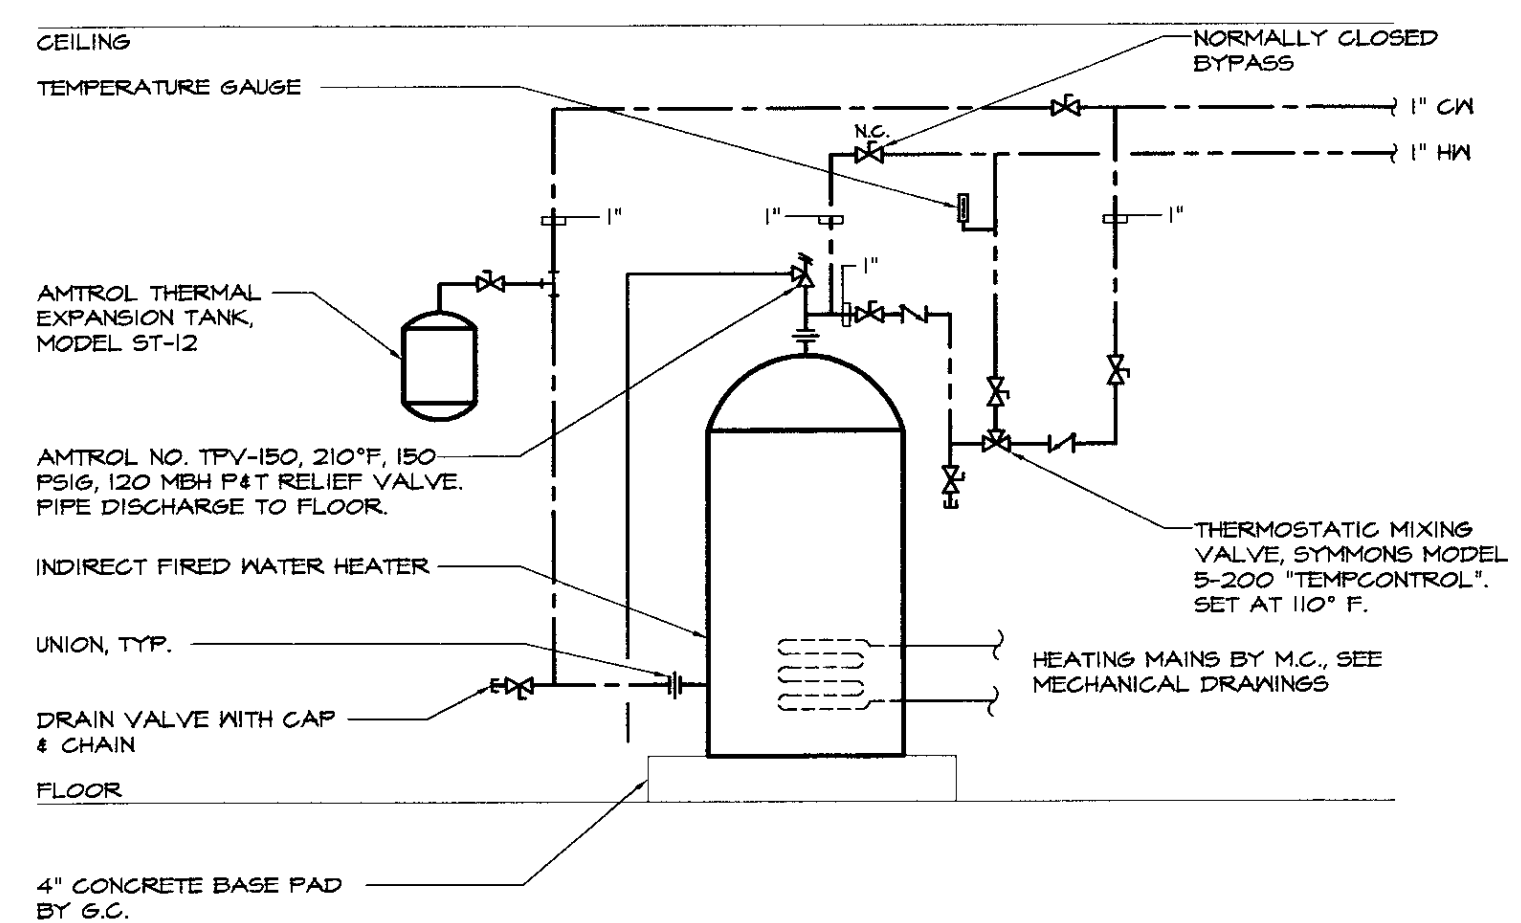 CEILING
NORMALLY CLOSED
BYPASS
TEMPERATURE GAUGE
1" CW
N.C.
1" HW
1"
1"
1"
1"
AMTROL THERMAL
EXPANSION TANK,
MODEL ST-12
AMTROL NO. TPV-150, 210°F, 150
PSIG, 120 MBH P&T RELIEF VALVE.
PIPE DISCHARGE TO FLOOR.
THERMOSTATIC MIXING
VALVE, SYMMONS MODEL
5-200 "TEMPCONTROL".
SET AT 110° F.
INDIRECT FIRED WATER HEATER
UNION, TYP.
HEATING MAINS BY M.C., SEE
MECHANICAL DRAWINGS
DRAIN VALVE WITH CAP
& CHAIN
FLOOR
4" CONCRETE BASE PAD
BY G.C.